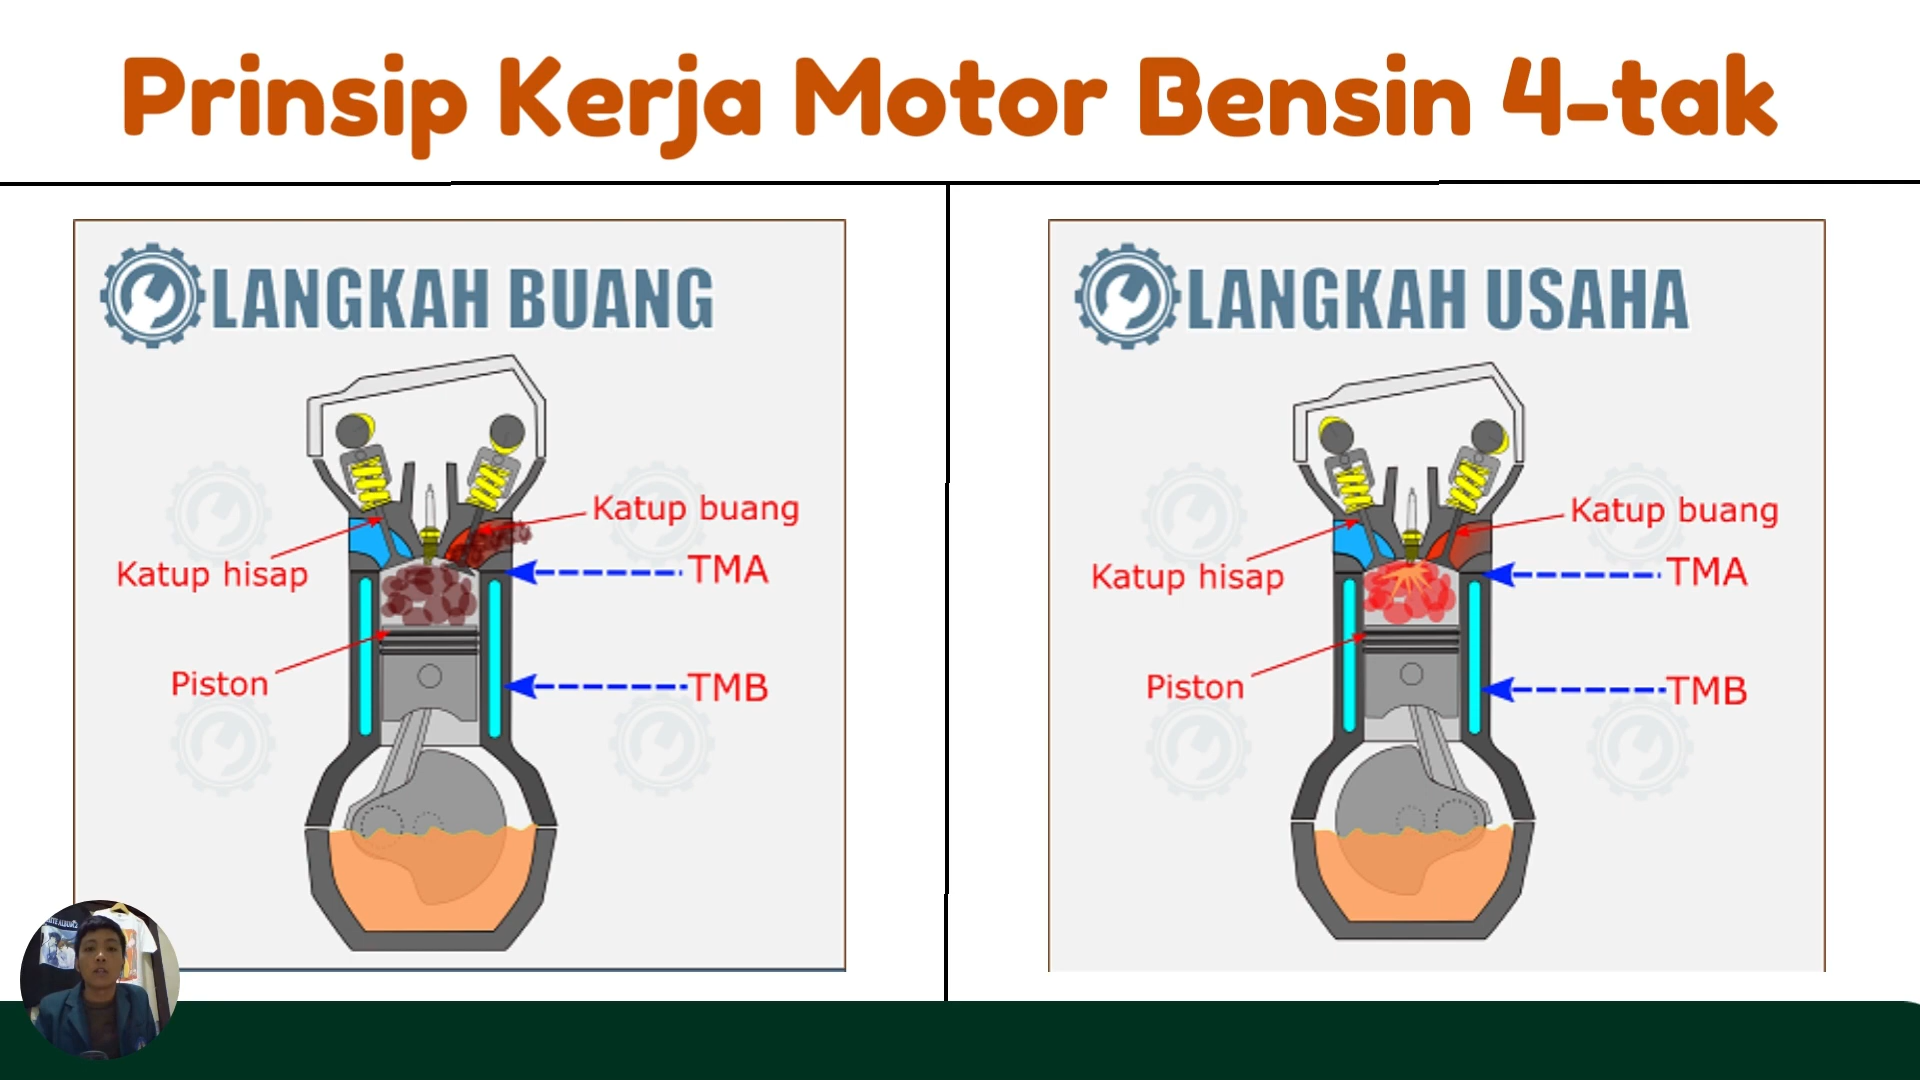 Prinsip Kerja Motor Bensin 4-tak
LANGKAH BUANG
Katup buang
Katup hisap
TMA
Piston
TMB
LANGKAH USAHA
Katup buang
Katup hisap
TMA
Piston
TMB